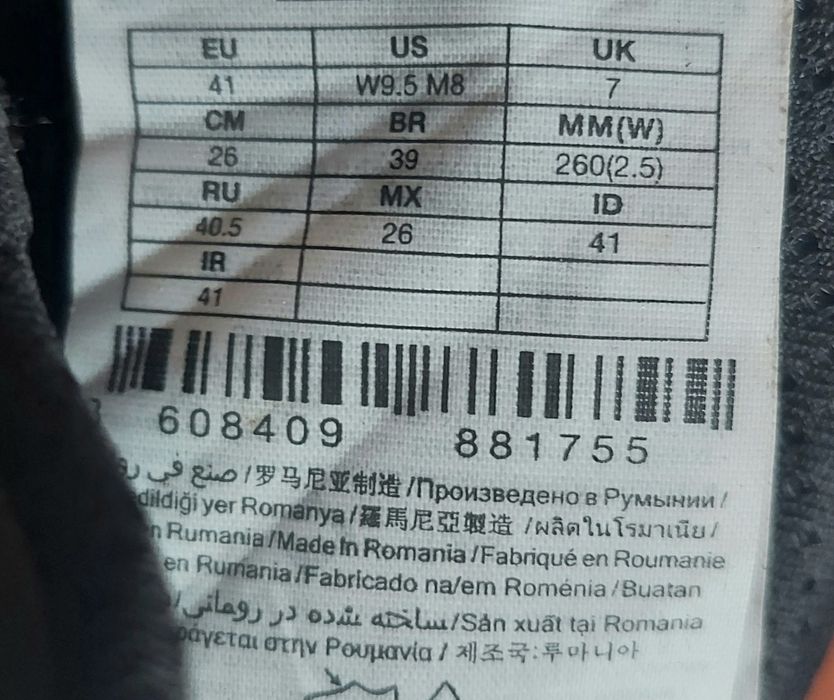 EU US UK
41 W9.5 M8 7
CM BR MM(W)
26 39 260(2.5)
RU MX ID
40.5 26 41
IR
41
608409 881755
صنع في /罗马尼亚制造/Произведено в Румынии/
yer Romanya/羅馬尼亞製造/ผลิตในโรมาเนีย/
Rumania/Made In Romania/Fabriqué en Roumanie
en Rumania/Fabricado na/em Roménia/Buatan
ساخته شده در رومانی/Sản xuất tại Romania
στην Ρουμανία/제조국:루마니아